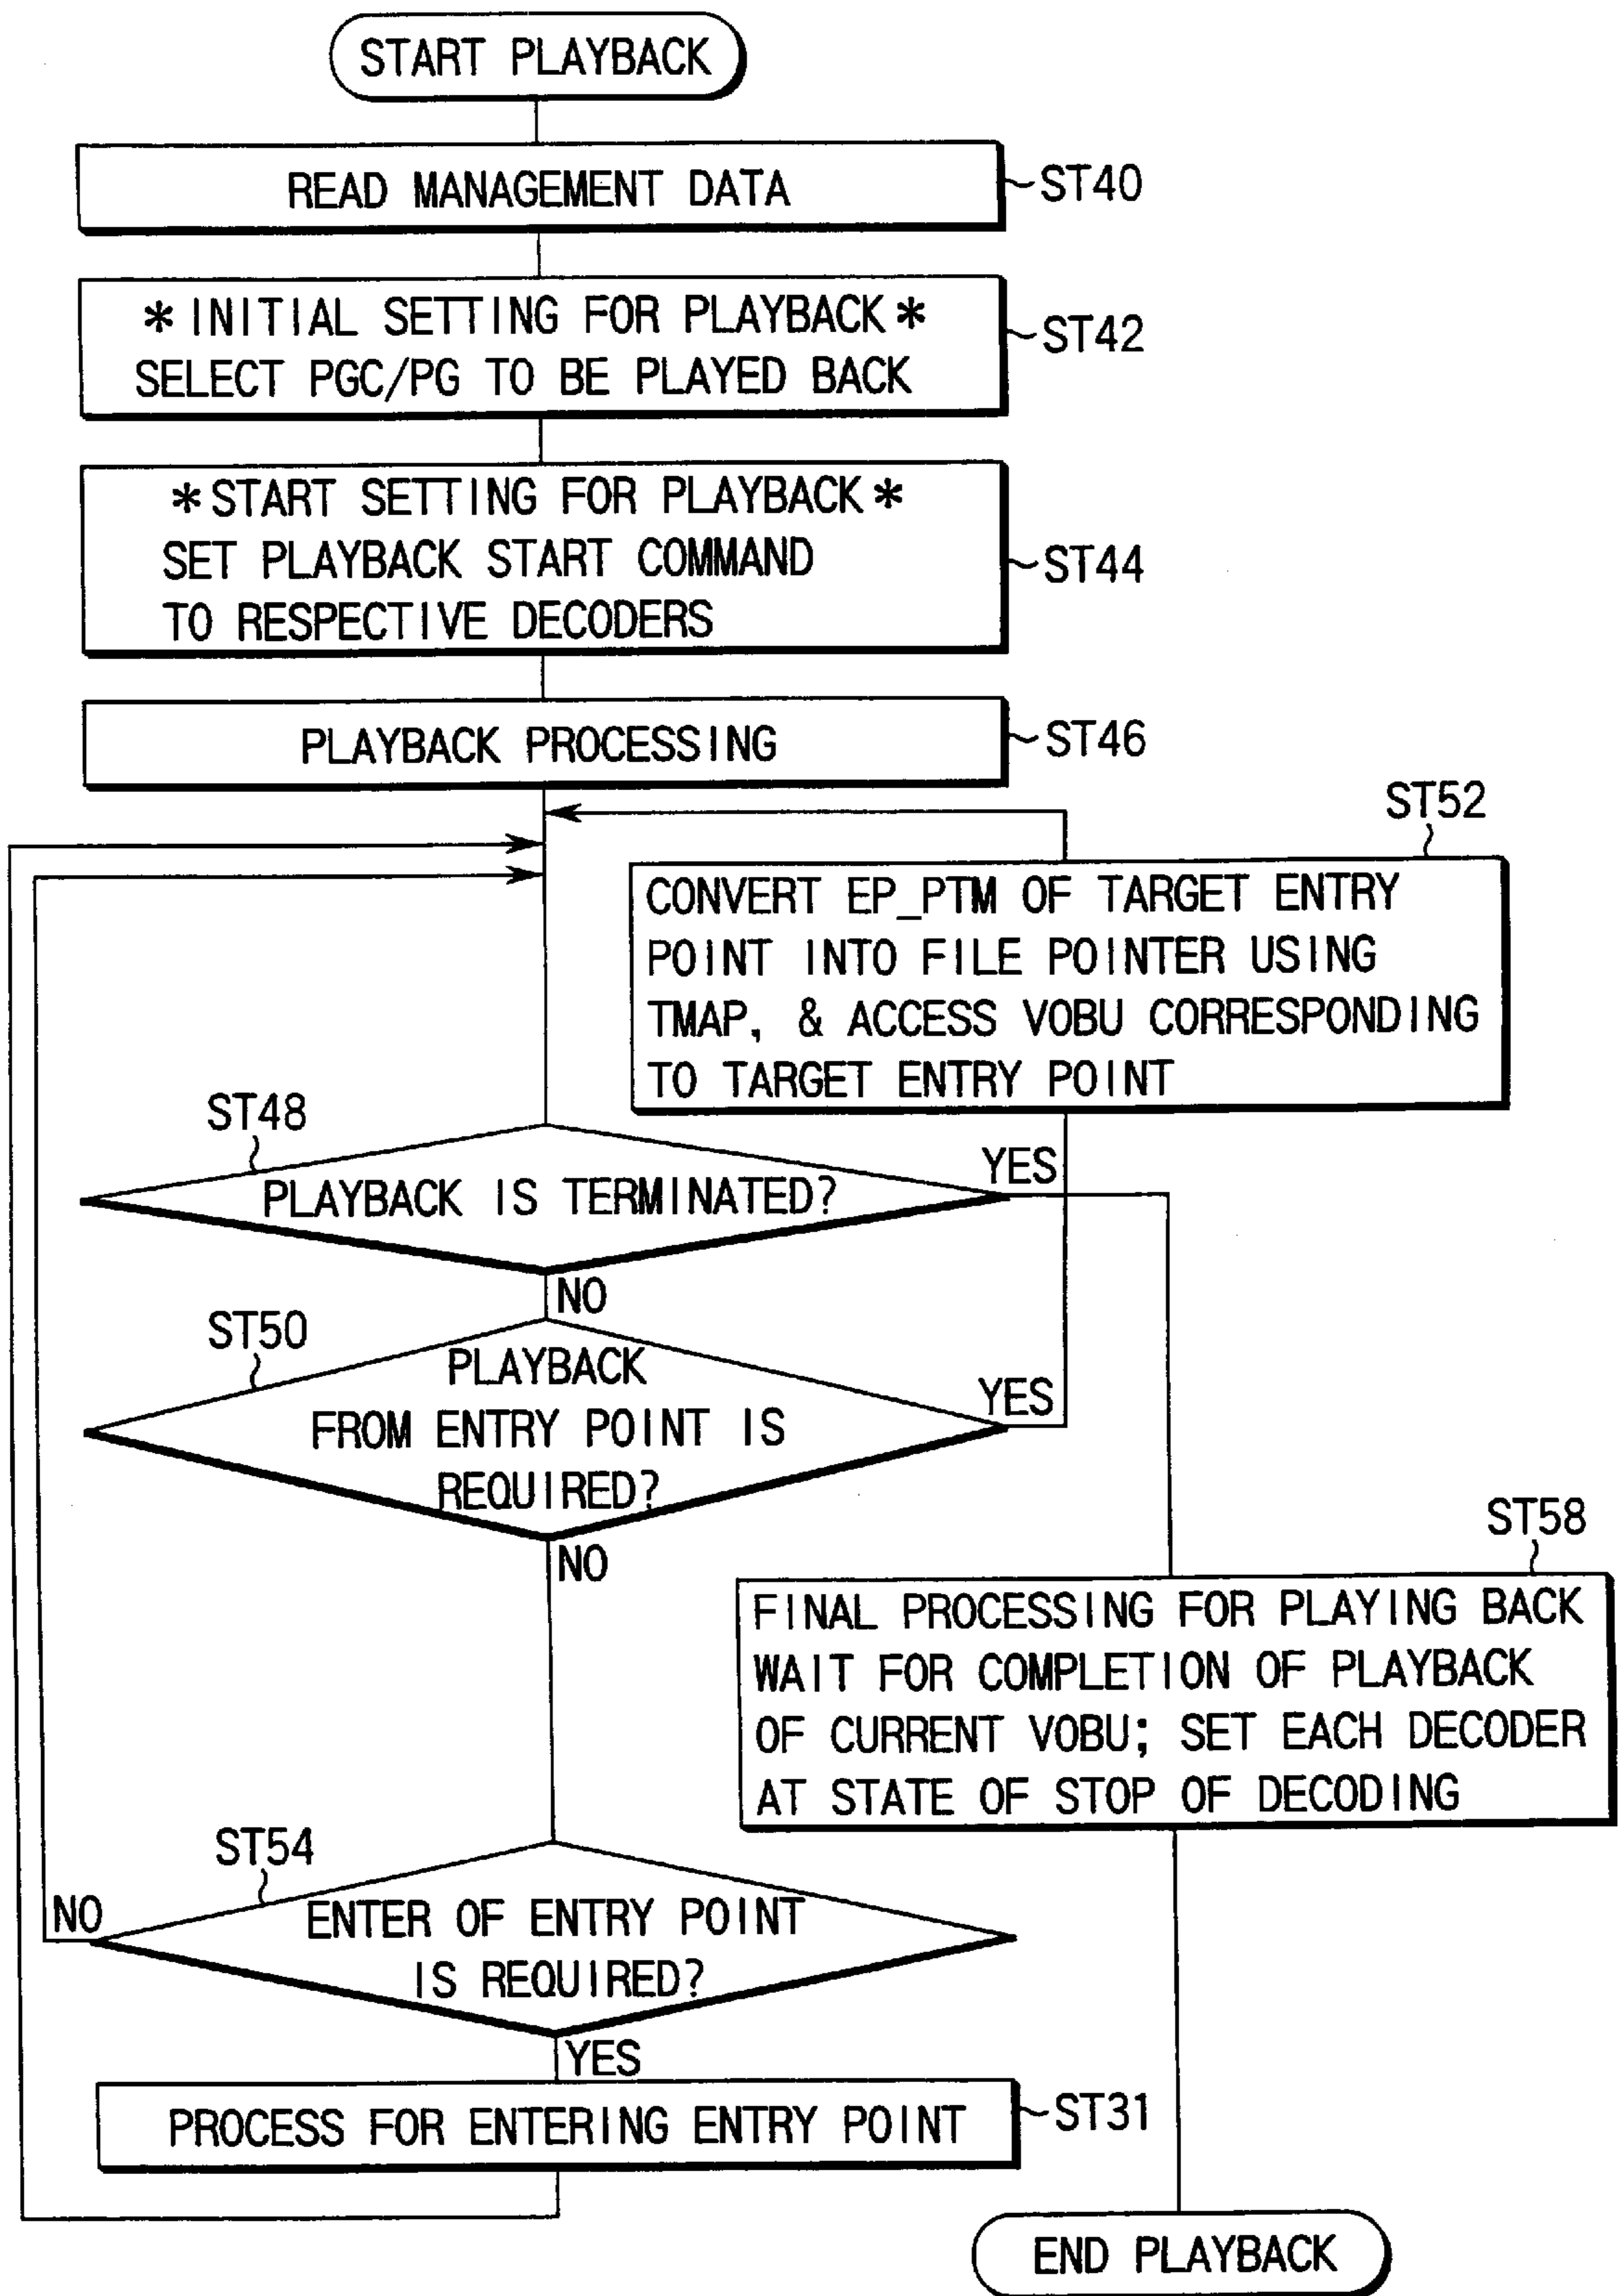 START PLAYBACK
READ MANAGEMENT DATA
ST40
* INITIAL SETTING FOR PLAYBACK *
SELECT PGC/PG TO BE PLAYED BACK
ST42
* START SETTING FOR PLAYBACK *
SET PLAYBACK START COMMAND
TO RESPECTIVE DECODERS
ST44
PLAYBACK PROCESSING
ST46
ST52
CONVERT EP_PTM OF TARGET ENTRY
POINT INTO FILE POINTER USING
TMAP, & ACCESS VOBU CORRESPONDING
TO TARGET ENTRY POINT
ST48
PLAYBACK IS TERMINATED?
YES
NO
ST50
PLAYBACK
FROM ENTRY POINT IS
REQUIRED?
YES
NO
ST58
FINAL PROCESSING FOR PLAYING BACK
WAIT FOR COMPLETION OF PLAYBACK
OF CURRENT VOBU; SET EACH DECODER
AT STATE OF STOP OF DECODING
ST54
NO
ENTER OF ENTRY POINT
IS REQUIRED?
YES
PROCESS FOR ENTERING ENTRY POINT
ST31
END PLAYBACK